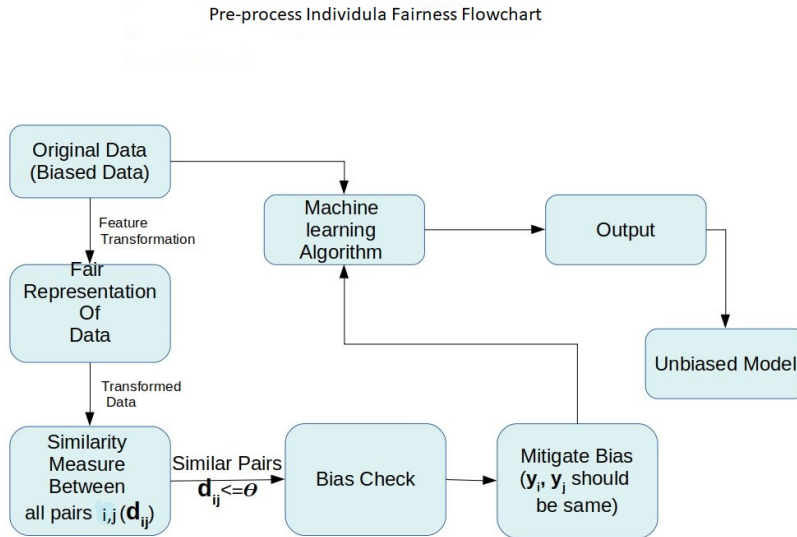 Pre-process Individula Fairness Flowchart
Original Data
(Biased Data)
Feature
Transformation
Machine
learning
Algorithm
Output
Fair
Representation
Of
Data
Unbiased Model
Transformed
Data
Similarity
Measure
Between
all pairs i,j (dij)
Similar Pairs
dij<=θ
Bias Check
Mitigate Bias
(yi, yj should
be same)